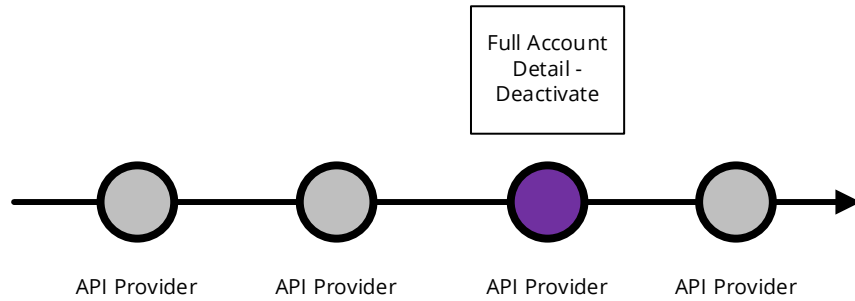 Full Account
Detail -
Deactivate
API Provider
API Provider
API Provider
API Provider